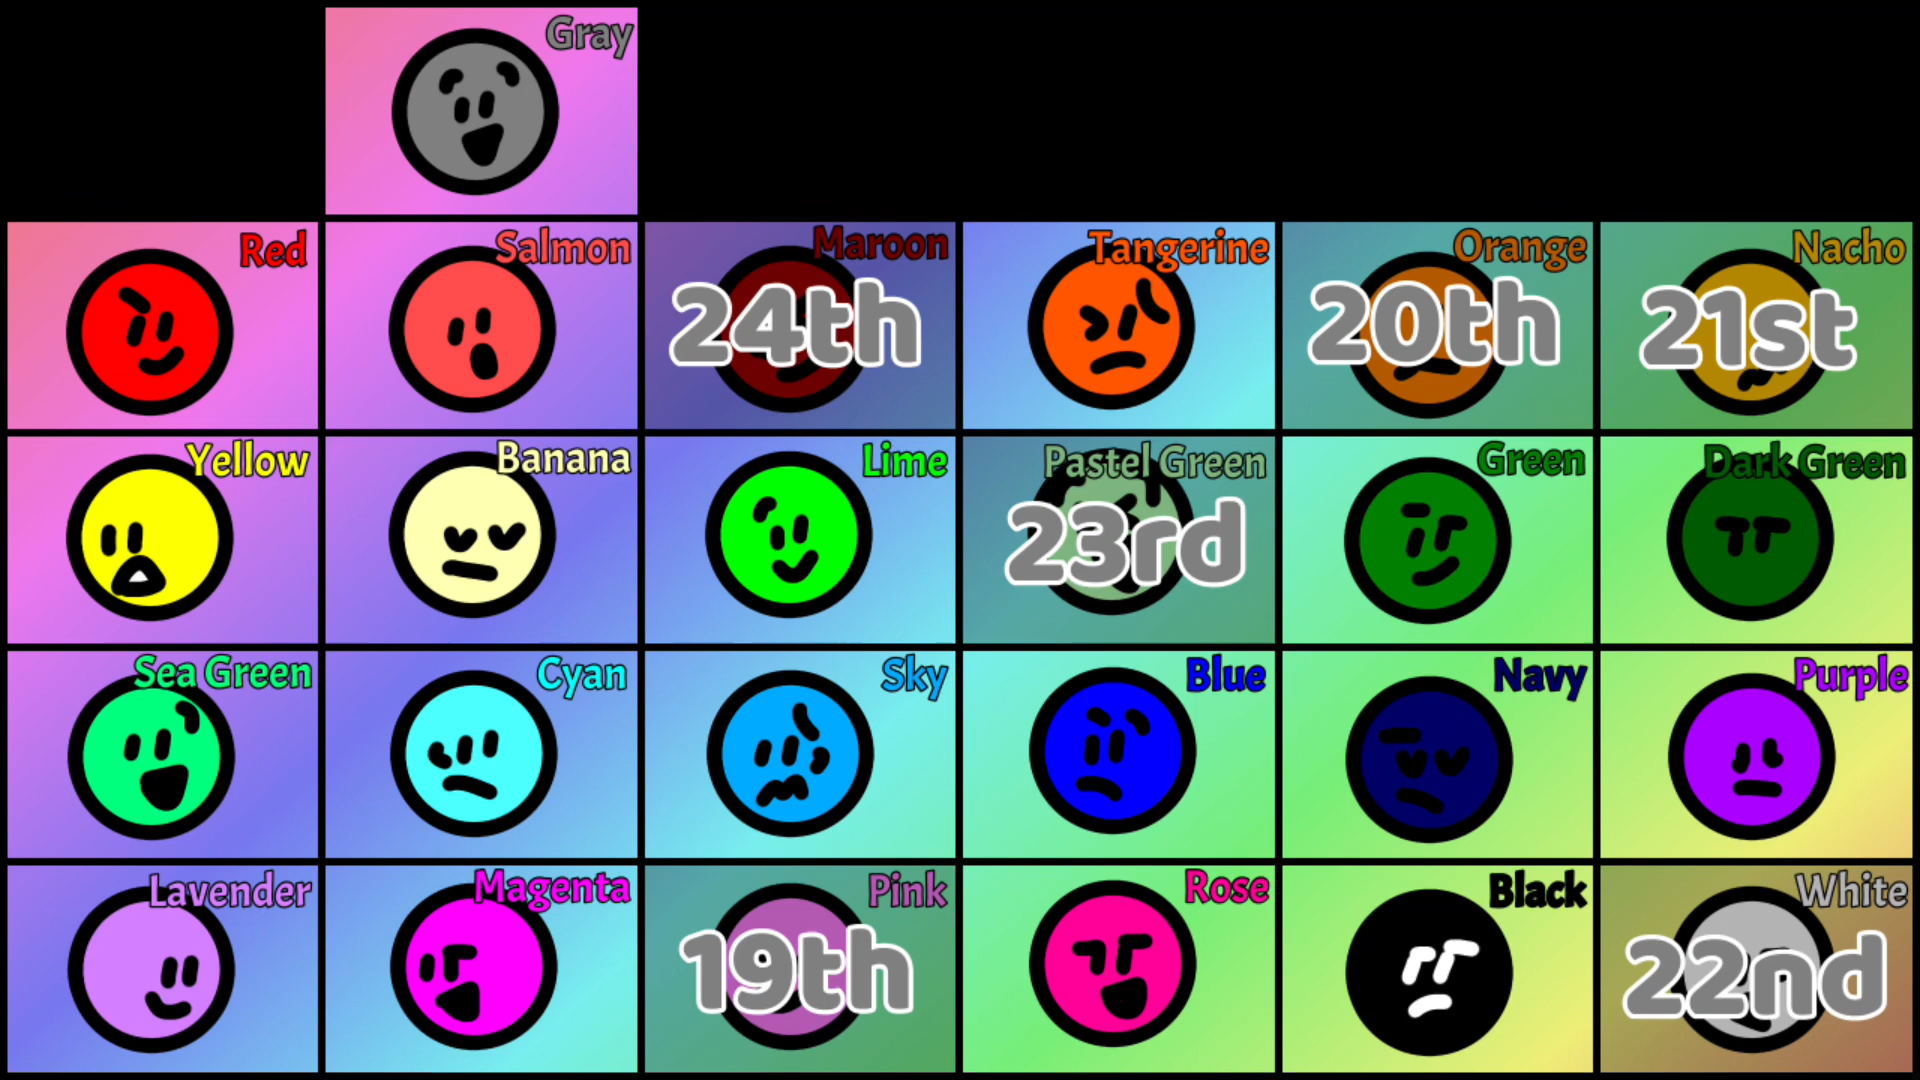 Gray
Red
Salmon
Maroon
24th
Tangerine
Orange
20th
Nacho
21st
Yellow
Banana
Lime
Pastel Green
23rd
Green
Dark Green
Sea Green
Cyan
Sky
Blue
Navy
Purple
Lavender
Magenta
Pink
19th
Rose
Black
White
22nd